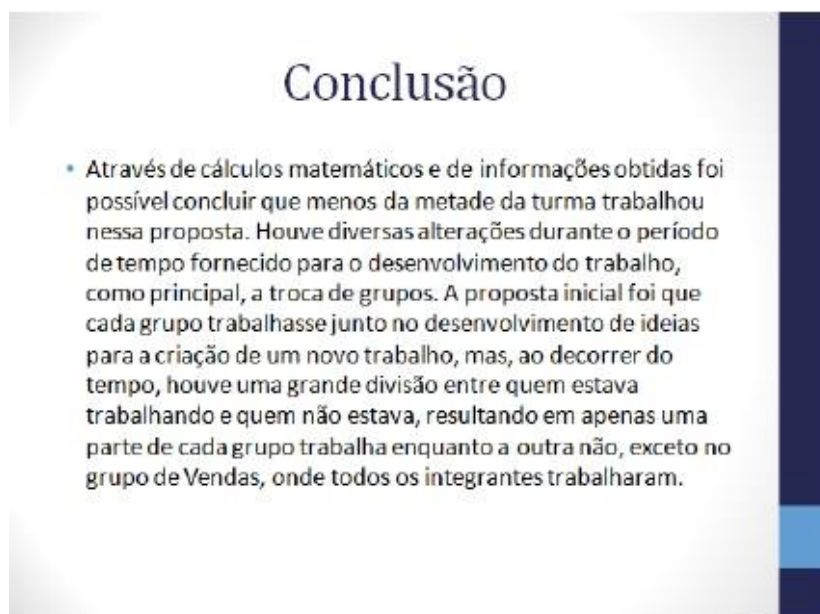 Conclusão
• Através de cálculos matemáticos e de informações obtidas foi
possível concluir que menos da metade da turma trabalhou
nessa proposta. Houve diversas alterações durante o período
de tempo fornecido para o desenvolvimento do trabalho,
como principal, a troca de grupos. A proposta inicial foi que
cada grupo trabalhasse junto no desenvolvimento de ideias
para a criação de um novo trabalho, mas, ao decorrer do
tempo, houve uma grande divisão entre quem estava
trabalhando e quem não estava, resultando em apenas uma
parte de cada grupo trabalha enquanto a outra não, exceto no
grupo de Vendas, onde todos os integrantes trabalharam.